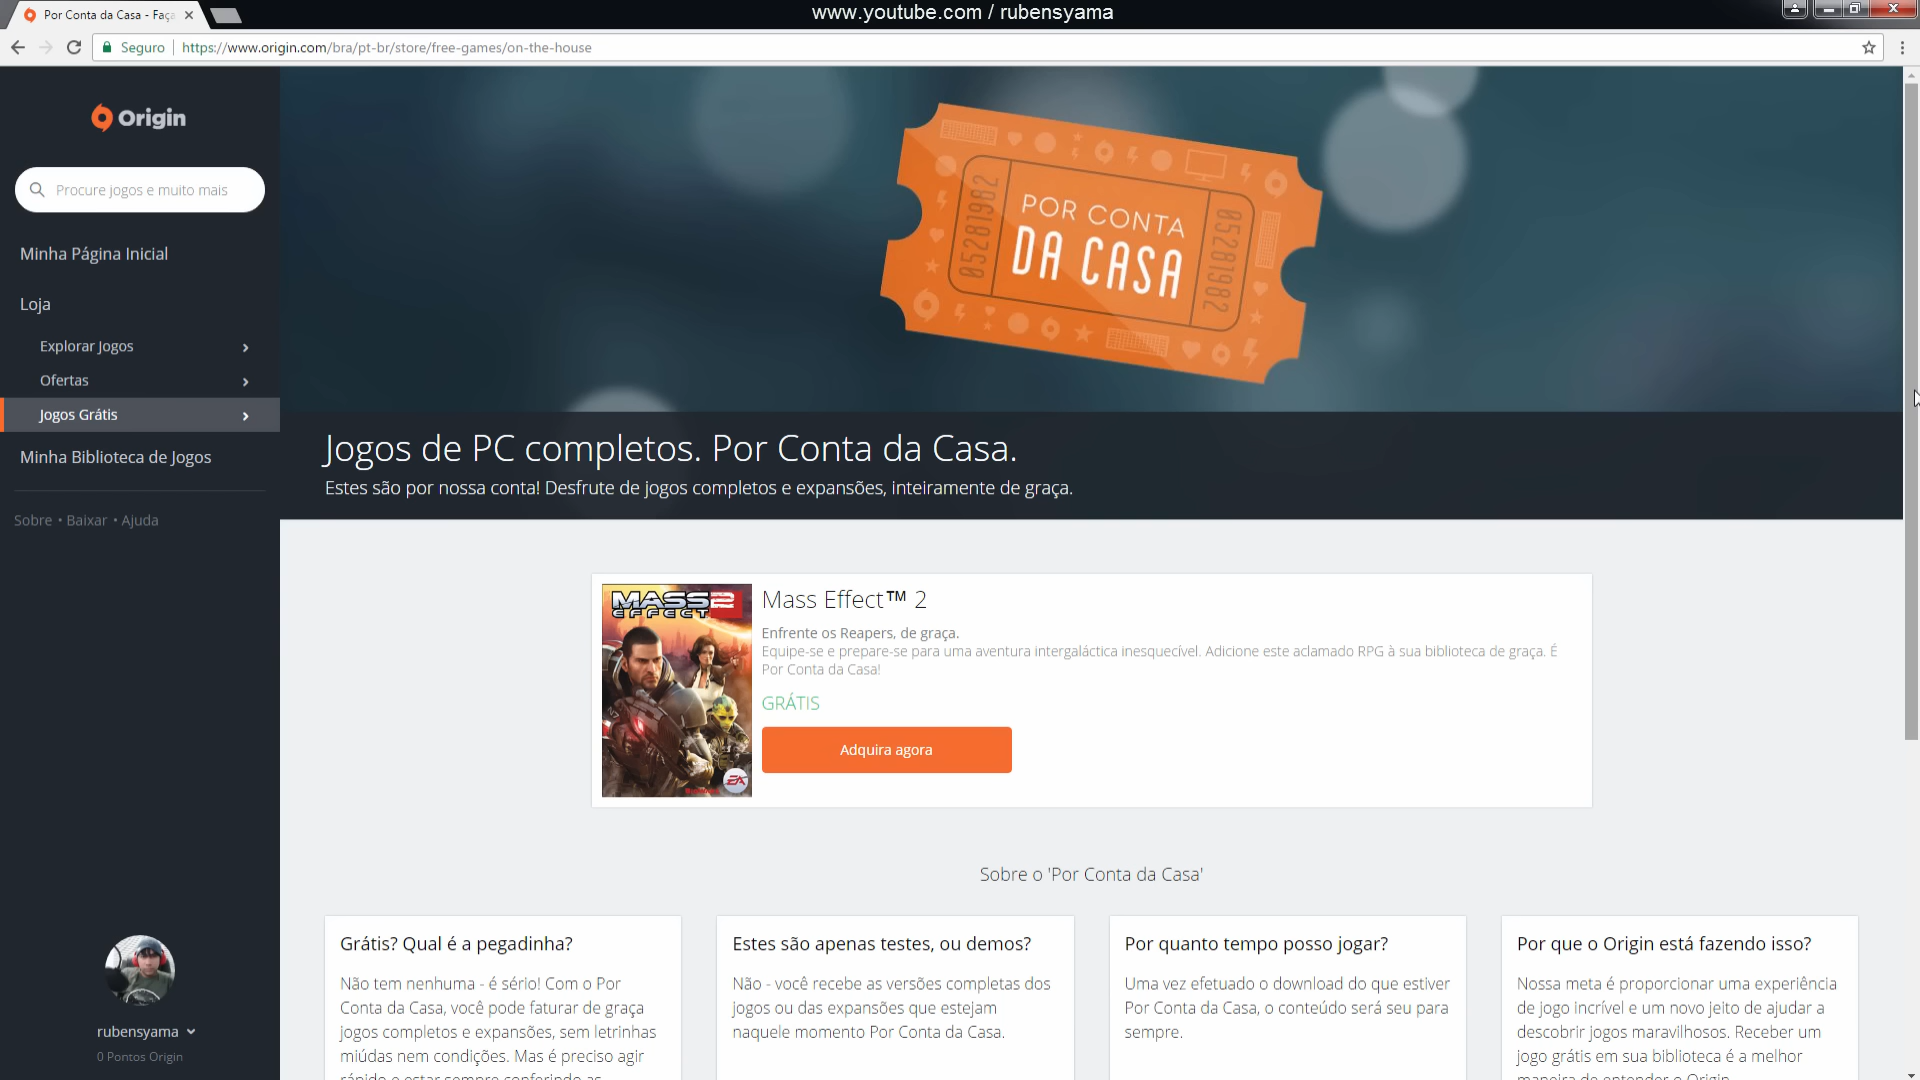 www.youtube.com / rubensyama
Por Conta da Casa - Faça
Seguro
https://www.origin.com/bra/pt-br/store/free-games/on-the-house
Origin
Procure jogos e muito mais
Minha Página Inicial
Loja
Explorar Jogos
Ofertas
Jogos Grátis
Minha Biblioteca de Jogos
Sobre • Baixar • Ajuda
rubensyama
0 Pontos Origin
05281982
POR CONTA
DA CASA
05281982
Jogos de PC completos. Por Conta da Casa.
Estes são por nossa conta! Desfrute de jogos completos e expansões, inteiramente de graça.
MASS 2
EFFECT
EA
Mass Effect™ 2
Enfrente os Reapers, de graça.
Equipe-se e prepare-se para uma aventura intergaláctica inesquecível. Adicione este aclamado RPG à sua biblioteca de graça. É
Por Conta da Casa!
GRÁTIS
Adquira agora
Sobre o 'Por Conta da Casa'
Grátis? Qual é a pegadinha?
Não tem nenhuma - é sério! Com o Por
Conta da Casa, você pode faturar de graça
jogos completos e expansões, sem letrinhas
miúdas nem condições. Mas é preciso agir
rápido e estar sempre conferindo as
Estes são apenas testes, ou demos?
Não - você recebe as versões completas dos
jogos ou das expansões que estejam
naquele momento Por Conta da Casa.
Por quanto tempo posso jogar?
Uma vez efetuado o download do que estiver
Por Conta da Casa, o conteúdo será seu para
sempre.
Por que o Origin está fazendo isso?
Nossa meta é proporcionar uma experiência
de jogo incrível e um novo jeito de ajudar a
descobrir jogos maravilhosos. Receber um
jogo grátis em sua biblioteca é a melhor
maneira de entender o Origin